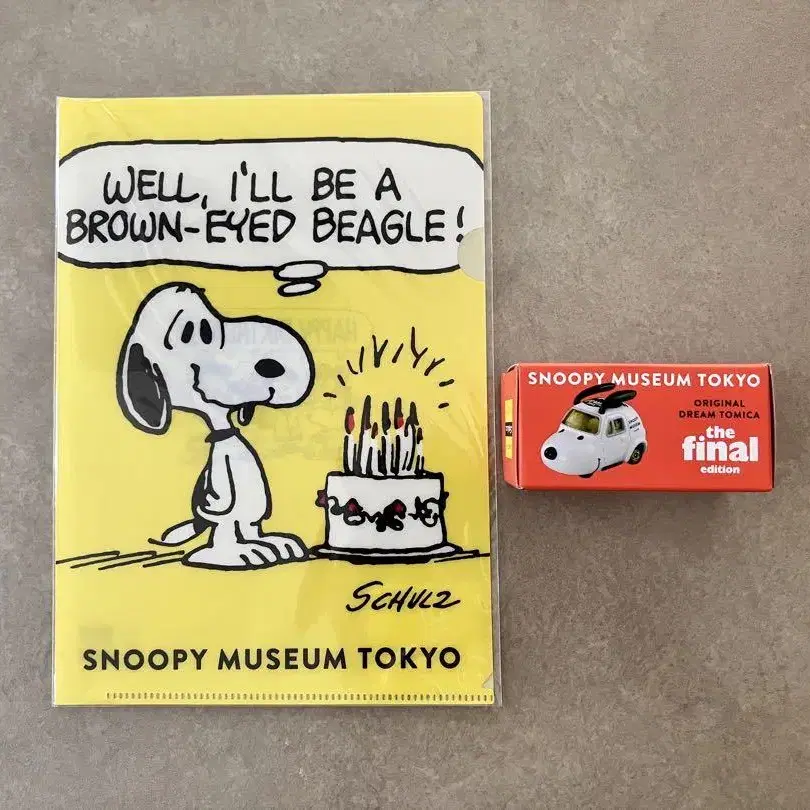 WELL, I'LL BE A
BROWN-EYED BEAGLE!
SCHULZ
SNOOPY MUSEUM TOKYO
SNOOPY MUSEUM TOKYO
ORIGINAL
DREAM TOMICA
the
final
edition